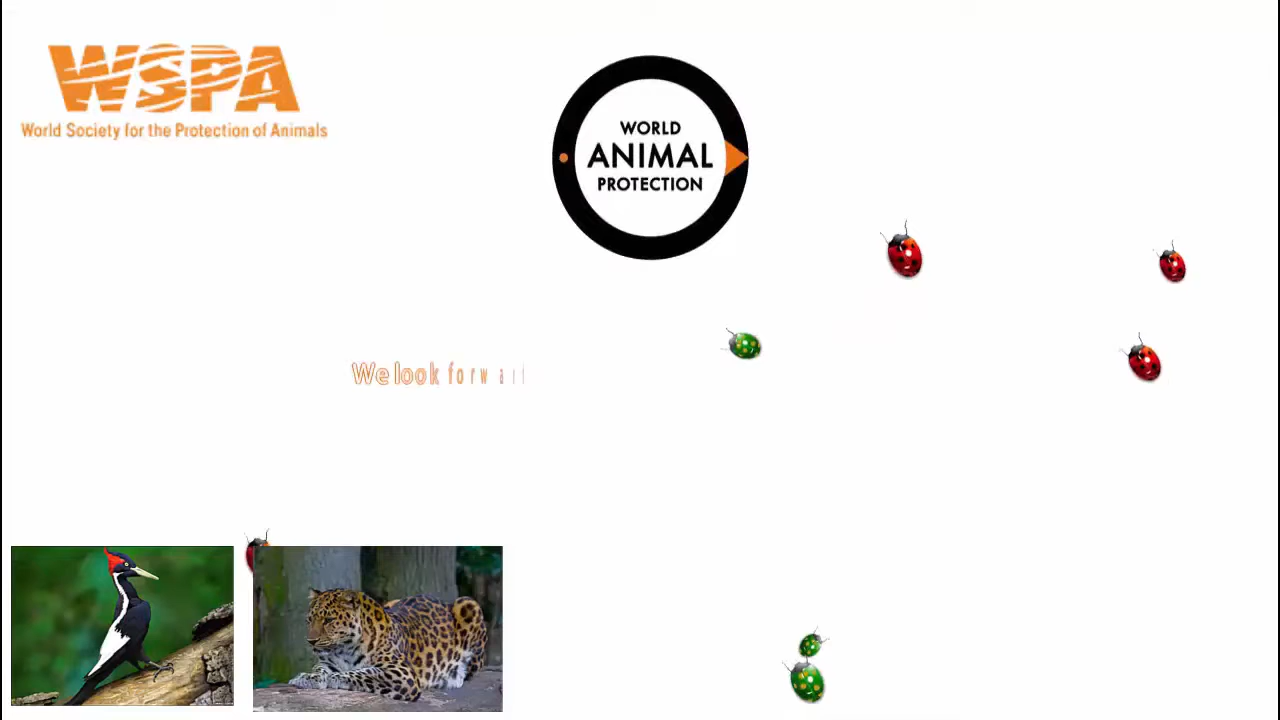 WSPA
World Society for the Protection of Animals
WORLD
ANIMAL
PROTECTION
We look forw